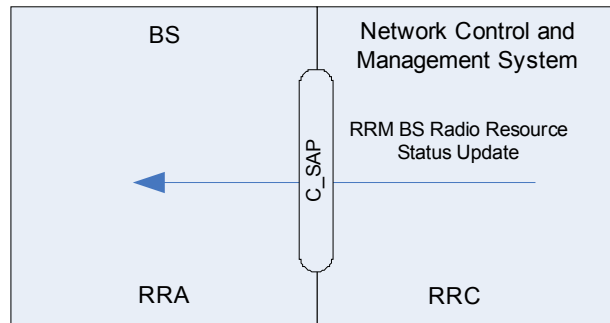 BS
Network Control and
Management System
C_SAP
RRM BS Radio Resource
Status Update
RRA
RRC